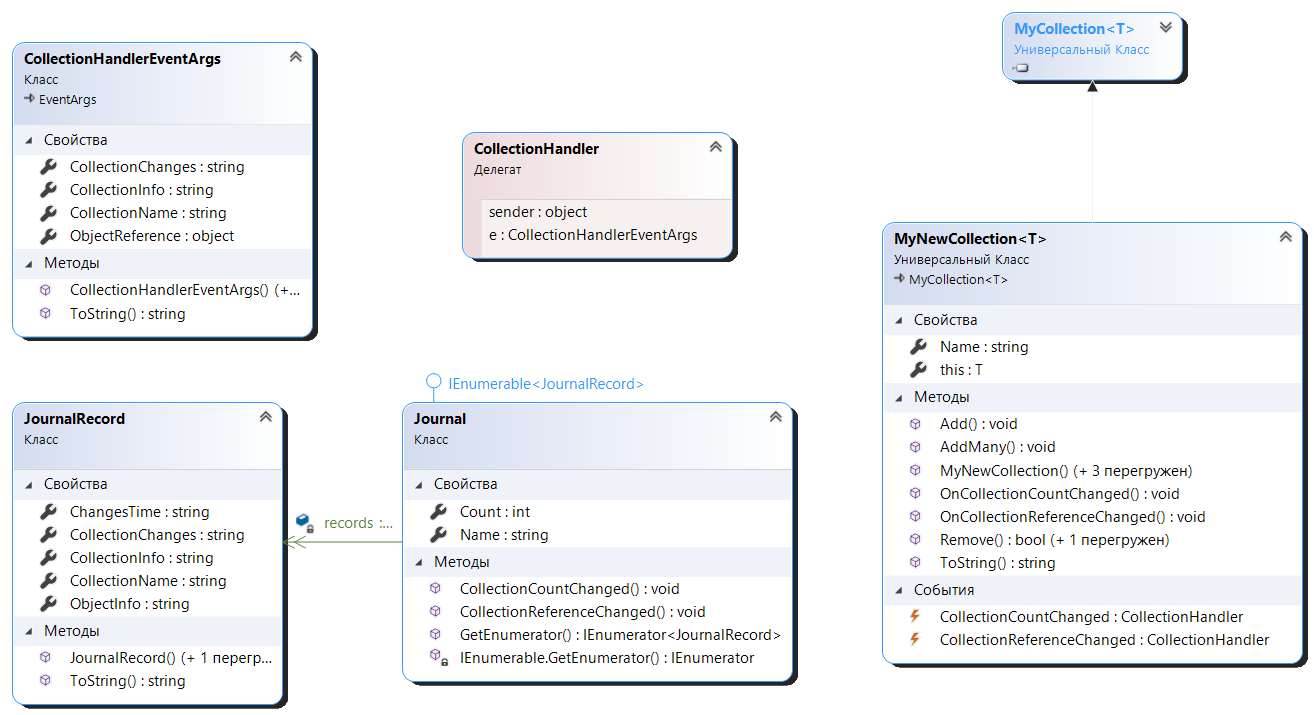 CollectionHandlerEventArgs
Класс
EventArgs
Свойства
CollectionChanges : string
CollectionInfo : string
CollectionName : string
ObjectReference : object
Методы
CollectionHandlerEventArgs() (+...
ToString() : string
CollectionHandler
Делегат
sender : object
e : CollectionHandlerEventArgs
MyCollection<T>
Универсальный Класс
MyNewCollection<T>
Универсальный Класс
MyCollection<T>
Свойства
Name : string
this : T
Методы
Add() : void
AddMany() : void
MyNewCollection() (+ 3 перегружен)
OnCollectionCountChanged() : void
OnCollectionReferenceChanged() : void
Remove() : bool (+ 1 перегружен)
ToString() : string
События
CollectionCountChanged : CollectionHandler
CollectionReferenceChanged : CollectionHandler
JournalRecord
Класс
Свойства
ChangesTime : string
CollectionChanges : string
CollectionInfo : string
CollectionName : string
ObjectInfo : string
Методы
JournalRecord() (+ 1 перегр...
ToString() : string
records :...
IEnumerable<JournalRecord>
Journal
Класс
Свойства
Count : int
Name : string
Методы
CollectionCountChanged() : void
CollectionReferenceChanged() : void
GetEnumerator() : IEnumerator<JournalRecord>
IEnumerable.GetEnumerator() : IEnumerator